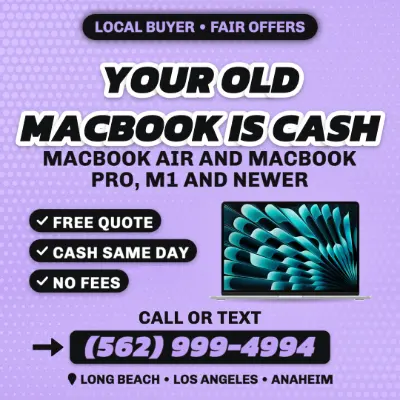 LOCAL BUYER • FAIR OFFERS
YOUR OLD
MACBOOK IS CASH
MACBOOK AIR AND MACBOOK
PRO, M1 AND NEWER
FREE QUOTE
CASH SAME DAY
NO FEES
CALL OR TEXT
(562) 999-4994
LONG BEACH • LOS ANGELES • ANAHEIM